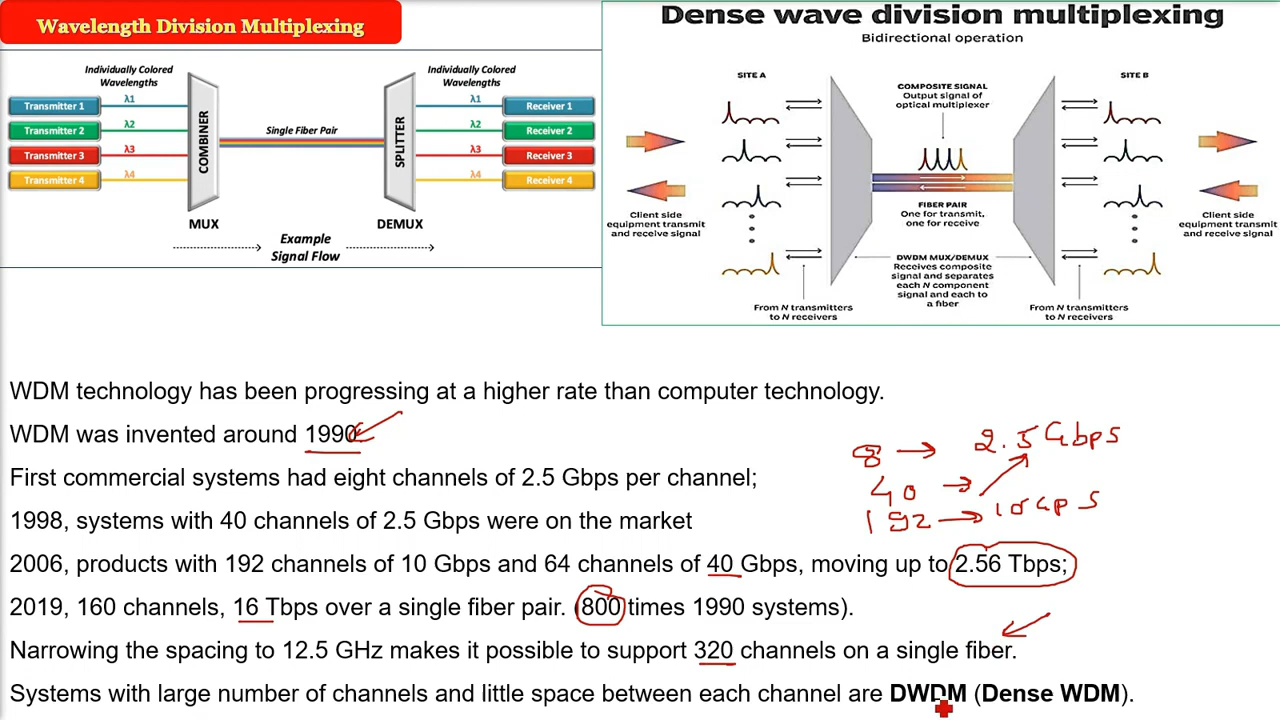 Wavelength Division Multiplexing
Individually Colored
Wavelengths
Individually Colored
Wavelengths
Transmitter 1 λ1 λ1 Receiver 1
Transmitter 2 λ2 λ2 Receiver 2
Transmitter 3 λ3 λ3 Receiver 3
Transmitter 4 λ4 λ4 Receiver 4
COMBINER
Single Fiber Pair
SPLITTER
MUX
DEMUX
Example
Signal Flow
Dense wave division multiplexing
Bidirectional operation
SITE A
SITE B
COMPOSITE SIGNAL
Output signal of
optical multiplexer
Client side
equipment transmit
and receive signal
FIBER PAIR
One for transmit,
one for receive
Client side
equipment transmit
and receive signal
DWDM MUX/DEMUX
Receives composite
signal and separates
each N component
signal and each to
a fiber
From N transmitters
to N receivers
From N transmitters
to N receivers
WDM technology has been progressing at a higher rate than computer technology.
WDM was invented around 1990
First commercial systems had eight channels of 2.5 Gbps per channel;
1998, systems with 40 channels of 2.5 Gbps were on the market
2006, products with 192 channels of 10 Gbps and 64 channels of 40 Gbps, moving up to 2.56 Tbps;
2019, 160 channels, 16 Tbps over a single fiber pair. (800 times 1990 systems).
Narrowing the spacing to 12.5 GHz makes it possible to support 320 channels on a single fiber.
Systems with large number of channels and little space between each channel are DWDM (Dense WDM).
8 → 2.5 Gbps
40 →
192 → 10 Gps